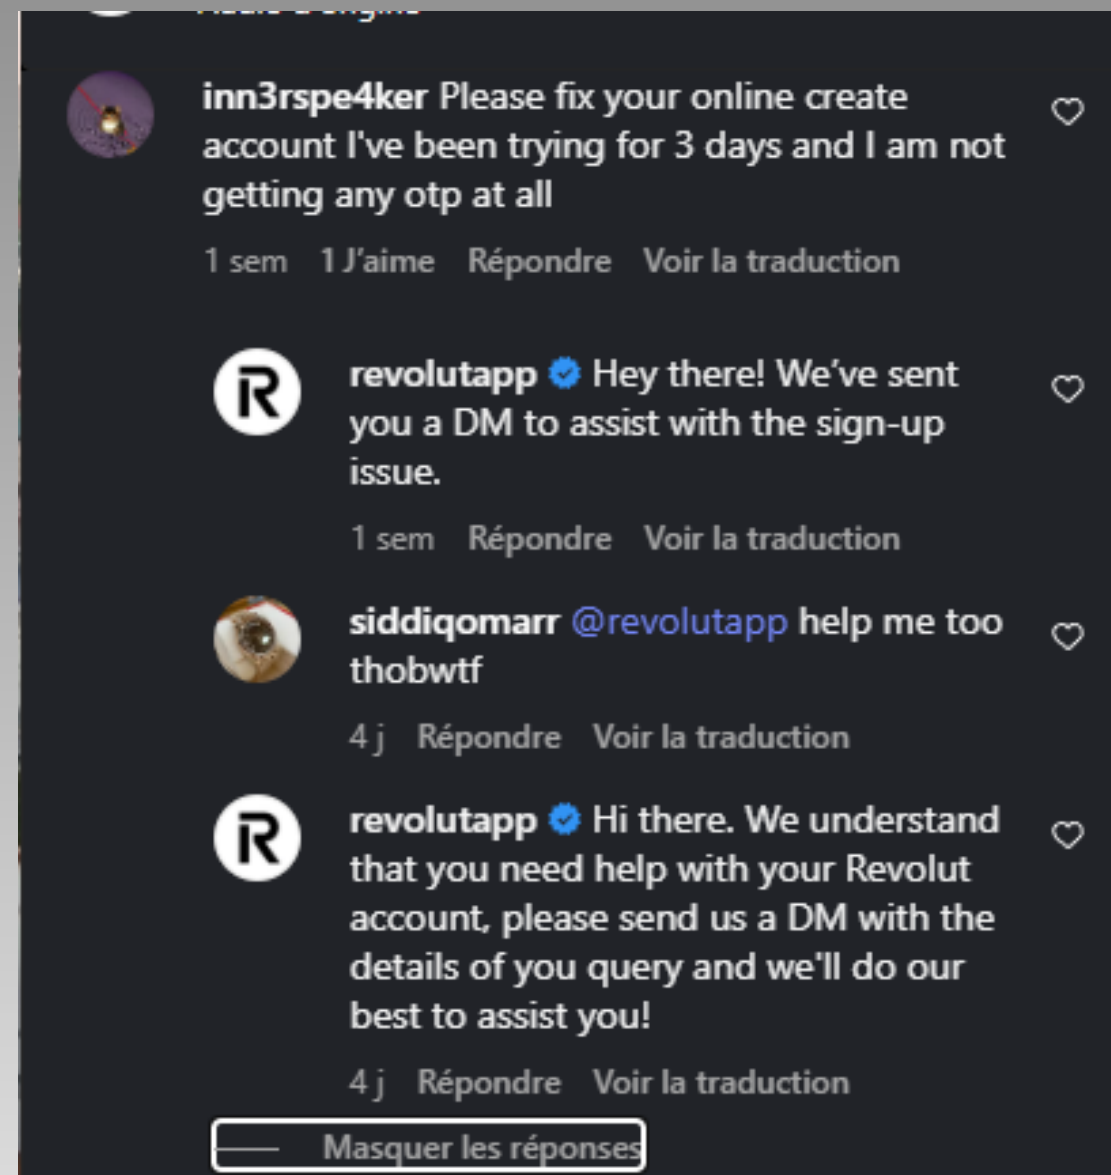 inn3rspe4ker Please fix your online create
account I've been trying for 3 days and I am not
getting any otp at all
1 sem 1 J’aime Répondre Voir la traduction
revolutapp Hey there! We’ve sent
you a DM to assist with the sign-up
issue.
1 sem Répondre Voir la traduction
siddiqomarr @revolutapp help me too
thobwtf
4 j Répondre Voir la traduction
revolutapp Hi there. We understand
that you need help with your Revolut
account, please send us a DM with the
details of you query and we'll do our
best to assist you!
4 j Répondre Voir la traduction
Masquer les réponses